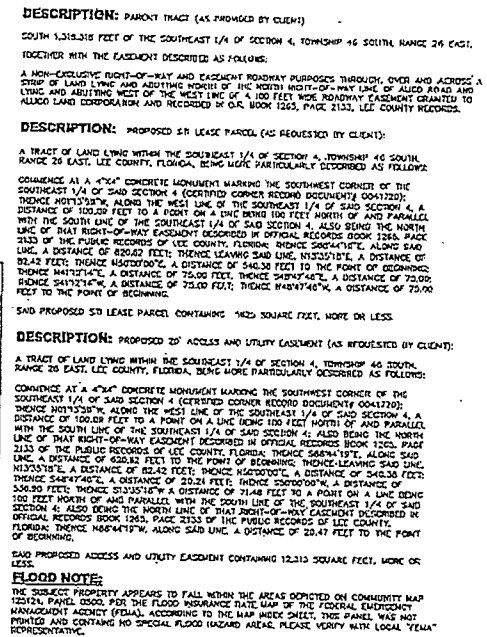 DESCRIPTION: PARENT TRACT (AS PROVIDED BY CLIENT)
SOUTH 1,315.315 FEET OF THE SOUTHEAST 1/4 OF SECTION 4, TOWNSHIP 46 SOUTH, RANGE 26 EAST.
TOGETHER WITH THE EASEMENT DESCRIBED AS FOLLOWS:
A NON-EXCLUSIVE RIGHT-OF-WAY AND EASEMENT ROADWAY PURPOSES THROUGH, OVER AND ACROSS A
STRIP OF LAND LYING AND ABUTTING NORTH OF THE NORTH RIGHT-OF-WAY LINE OF ALICO ROAD AND
LYING AND ABUTTING WEST OF THE WEST LINE OF A 100 FEET WIDE ROADWAY EASEMENT GRANTED TO
ALLICO LAND CORPORATION AND RECORDED IN O.R. BOOK 1265, PAGE 2133, LEE COUNTY RECORDS.
DESCRIPTION: PROPOSED LEASE PARCEL (AS REQUESTED BY CLIENT):
A TRACT OF LAND LYING WITHIN THE SOUTHEAST 1/4 OF SECTION 4, TOWNSHIP 46 SOUTH,
RANGE 26 EAST, LEE COUNTY, FLORIDA, BEING MORE PARTICULARLY DESCRIBED AS FOLLOWS:
COMMENCE AT A 4"X4" CONCRETE MONUMENT MARKING THE SOUTHWEST CORNER OF THE
SOUTHEAST 1/4 OF SAID SECTION 4 (CERTIFIED CORNER RECORD DOCUMENT# 0041720);
THENCE N01°13'58"W, ALONG THE WEST LINE OF THE SOUTHEAST 1/4 OF SAID SECTION 4, A
DISTANCE OF 100.09 FEET TO A POINT ON A LINE BEING 100 FEET NORTH OF AND PARALLEL
WITH THE SOUTH LINE OF THE SOUTHEAST 1/4 OF SAID SECTION 4, ALSO BEING THE NORTH
LINE OF THAT RIGHT-OF-WAY EASEMENT DESCRIBED IN OFFICIAL RECORDS BOOK 1265, PAGE
2133 OF THE PUBLIC RECORDS OF LEE COUNTY, FLORIDA; THENCE S88°44'19"E, ALONG SAID
LINE, A DISTANCE OF 620.62 FEET; THENCE LEAVING SAID LINE, N13°35'18"E, A DISTANCE OF
82.42 FEET; THENCE N50°00'00"E, A DISTANCE OF 540.38 FEET TO THE POINT OF BEGINNING;
THENCE N41°12'14"E, A DISTANCE OF 75.00 FEET; THENCE S48°47'46"E, A DISTANCE OF 75.00;
THENCE S41°12'14"W, A DISTANCE OF 75.00 FEET; THENCE N48°47'46"W, A DISTANCE OF 75.00
FEET TO THE POINT OF BEGINNING.
SAID PROPOSED LEASE PARCEL CONTAINING 5625 SQUARE FEET, MORE OR LESS.
DESCRIPTION: PROPOSED 20' ACCESS AND UTILITY EASEMENT (AS REQUESTED BY CLIENT):
A TRACT OF LAND LYING WITHIN THE SOUTHEAST 1/4 OF SECTION 4, TOWNSHIP 46 SOUTH,
RANGE 26 EAST, LEE COUNTY, FLORIDA, BEING MORE PARTICULARLY DESCRIBED AS FOLLOWS:
COMMENCE AT A 4"X4" CONCRETE MONUMENT MARKING THE SOUTHWEST CORNER OF THE
SOUTHEAST 1/4 OF SAID SECTION 4 (CERTIFIED CORNER RECORD DOCUMENT# 0041720);
THENCE N01°13'58"W, ALONG THE WEST LINE OF THE SOUTHEAST 1/4 OF SAID SECTION 4, A
DISTANCE OF 100.09 FEET TO A POINT ON A LINE BEING 100 FEET NORTH OF AND PARALLEL
WITH THE SOUTH LINE OF THE SOUTHEAST 1/4 OF SAID SECTION 4; ALSO BEING THE NORTH
LINE OF THAT RIGHT-OF-WAY EASEMENT DESCRIBED IN OFFICIAL RECORDS BOOK 1265, PAGE
2133 OF THE PUBLIC RECORDS OF LEE COUNTY, FLORIDA; THENCE S88°44'19"E, ALONG SAID
LINE, A DISTANCE OF 620.62 FEET TO THE POINT OF BEGINNING; THENCE LEAVING SAID LINE,
N13°35'18"E, A DISTANCE OF 82.42 FEET; THENCE N50°00'00"E, A DISTANCE OF 540.38 FEET;
THENCE S48°47'46"E, A DISTANCE OF 20.24 FEET; THENCE S50°00'00"W, A DISTANCE OF
530.90 FEET; THENCE S13°35'18"W A DISTANCE OF 71.48 FEET TO A POINT ON A LINE BEING
100 FEET NORTH OF AND PARALLEL WITH THE SOUTH LINE OF THE SOUTHEAST 1/4 OF SAID
SECTION 4; ALSO BEING THE NORTH LINE OF THAT RIGHT-OF-WAY EASEMENT DESCRIBED IN
OFFICIAL RECORDS BOOK 1265, PAGE 2133 OF THE PUBLIC RECORDS OF LEE COUNTY,
FLORIDA; THENCE N88°44'19"W, ALONG SAID LINE, A DISTANCE OF 20.47 FEET TO THE POINT
OF BEGINNING.
SAID PROPOSED ACCESS AND UTILITY EASEMENT CONTAINING 12,313 SQUARE FEET, MORE OR
LESS.
FLOOD NOTE:
THE SUBJECT PROPERTY APPEARS TO FALL WITHIN THE AREAS DEPICTED ON COMMUNITY MAP
125124, PANEL 0500, PER THE FLOOD INSURANCE RATE MAP OF THE FEDERAL EMERGENCY
MANAGEMENT AGENCY (FEMA), ACCORDING TO THE MAP INDEX SHEET, THIS PANEL WAS NOT
PRINTED AND CONTAINS NO SPECIAL FLOOD HAZARD AREAS. PLEASE VERIFY WITH LOCAL "FEMA"
REPRESENTATIVE.